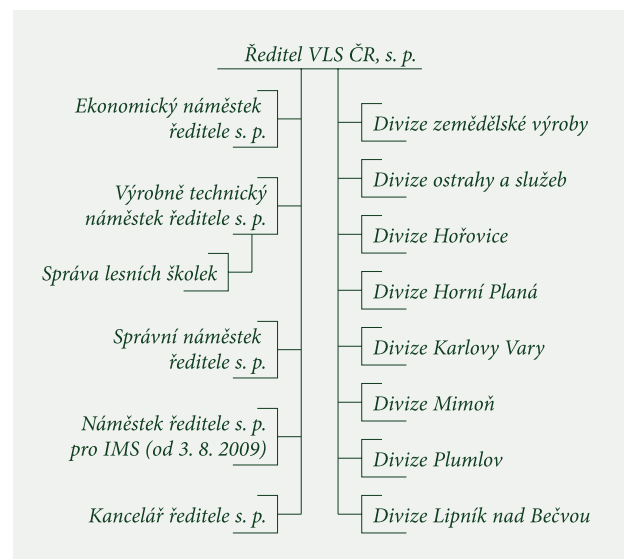 Ředitel VLS ČR, s. p.
Ekonomický náměstek
ředitele s. p.
Výrobně technický
náměstek ředitele s. p.
Správa lesních školek
Správní náměstek
ředitele s. p.
Náměstek ředitele s. p.
pro IMS (od 3. 8. 2009)
Kancelář ředitele s. p.
Divize zemědělské výroby
Divize ostrahy a služeb
Divize Hořovice
Divize Horní Planá
Divize Karlovy Vary
Divize Mimoň
Divize Plumlov
Divize Lipník nad Bečvou